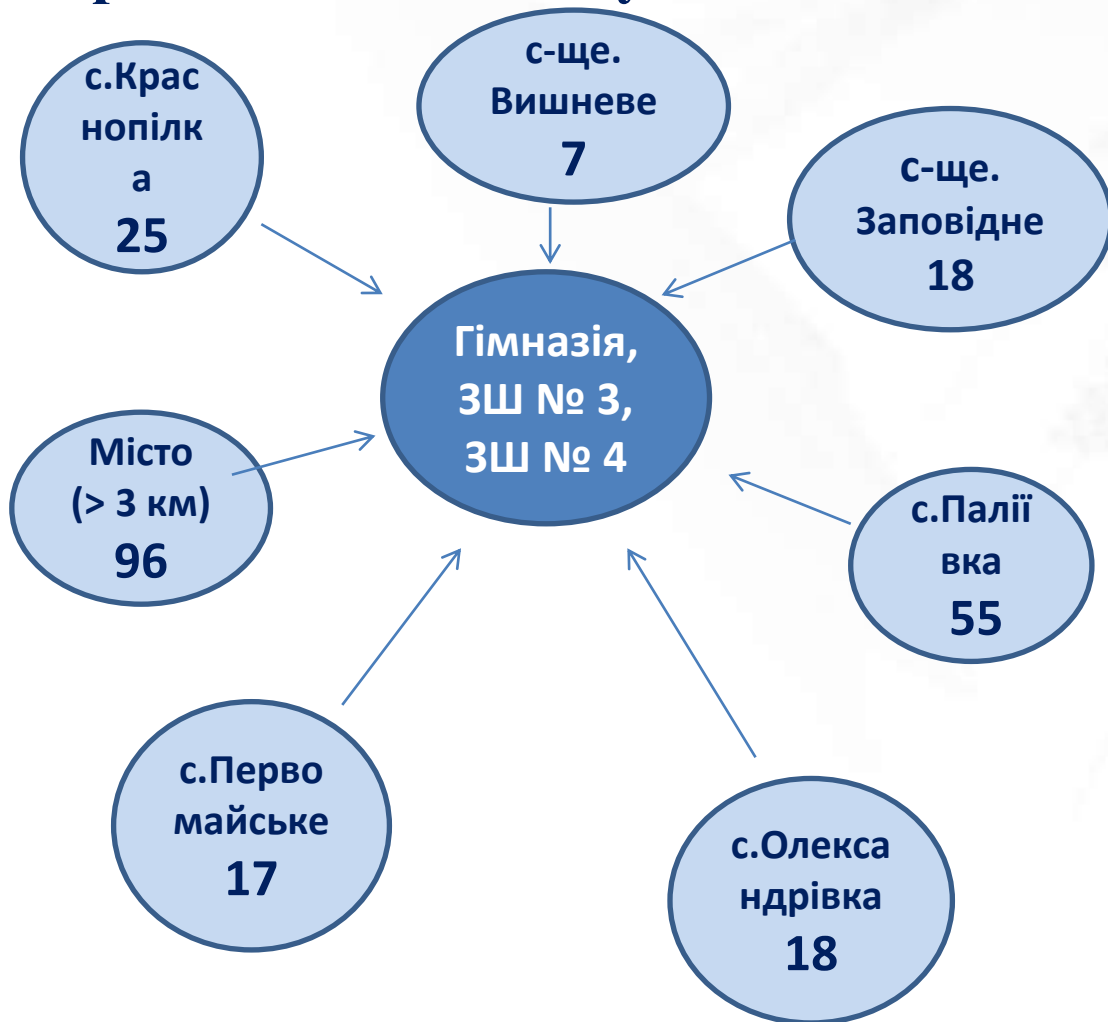 с.Крас
нопілк
а
25
с-ще.
Вишневе
7
с-ще.
Заповідне
18
Гімназія,
ЗШ № 3,
ЗШ № 4
Місто
(> 3 км)
96
с.Палії
вка
55
с.Перво
майське
17
с.Олекса
ндрівка
18